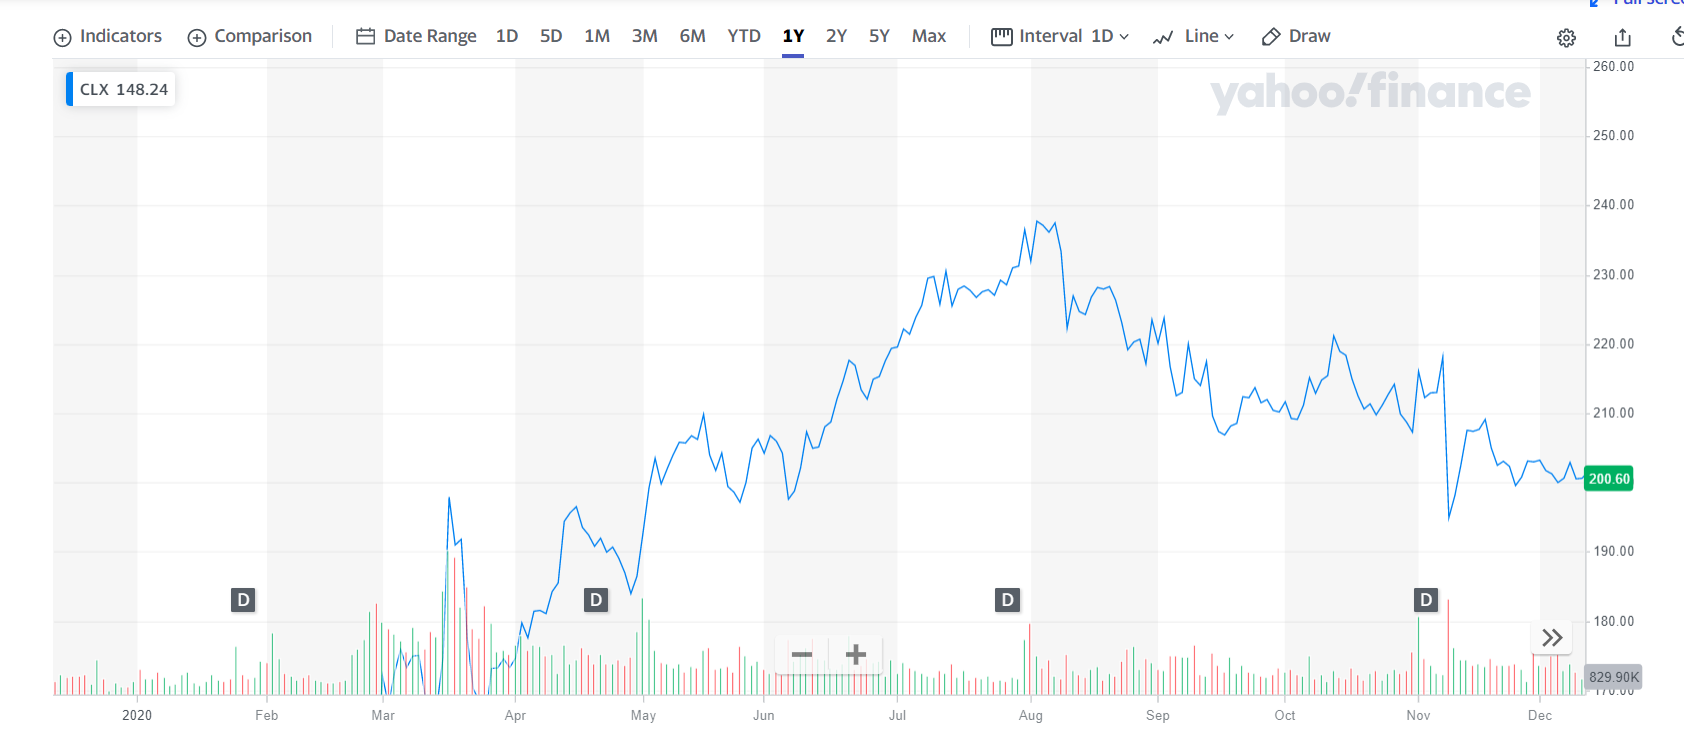 Full scre
Indicators Comparison Date Range 1D 5D 1M 3M 6M YTD 1Y 2Y 5Y Max Interval 1D Line Draw
CLX 148.24
yahoo!finance
260.00
250.00
240.00
230.00
220.00
210.00
200.60
190.00
D D D D
180.00
829.90K
170.00
2020 Feb Mar Apr May Jun Jul Aug Sep Oct Nov Dec